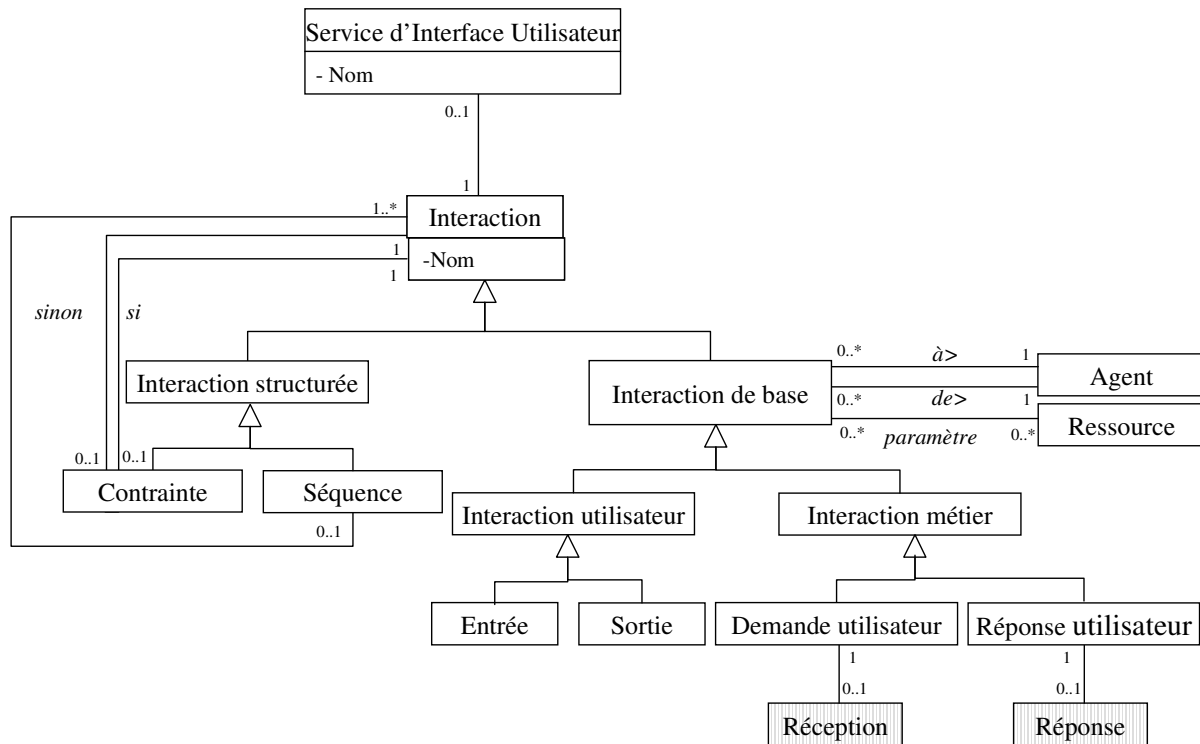 Service d'Interface Utilisateur
- Nom
0..1
1
1..*
Interaction
1
-Nom
1
sinon
si
0..*
à>
1
Interaction structurée
Interaction de base
Agent
0..*
de>
1
Ressource
0..*
paramètre
0..*
0..1
0..1
Contrainte
Séquence
0..1
Interaction utilisateur
Interaction métier
Entrée
Sortie
Demande utilisateur
Réponse utilisateur
1
1
0..1
0..1
Réception
Réponse